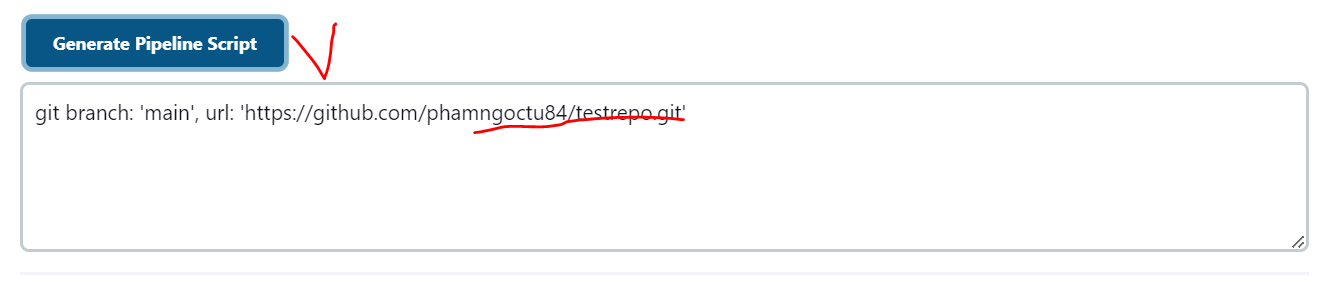 Generate Pipeline Script
git branch: 'main', url: 'https://github.com/phamngoctu84/testrepo.git'